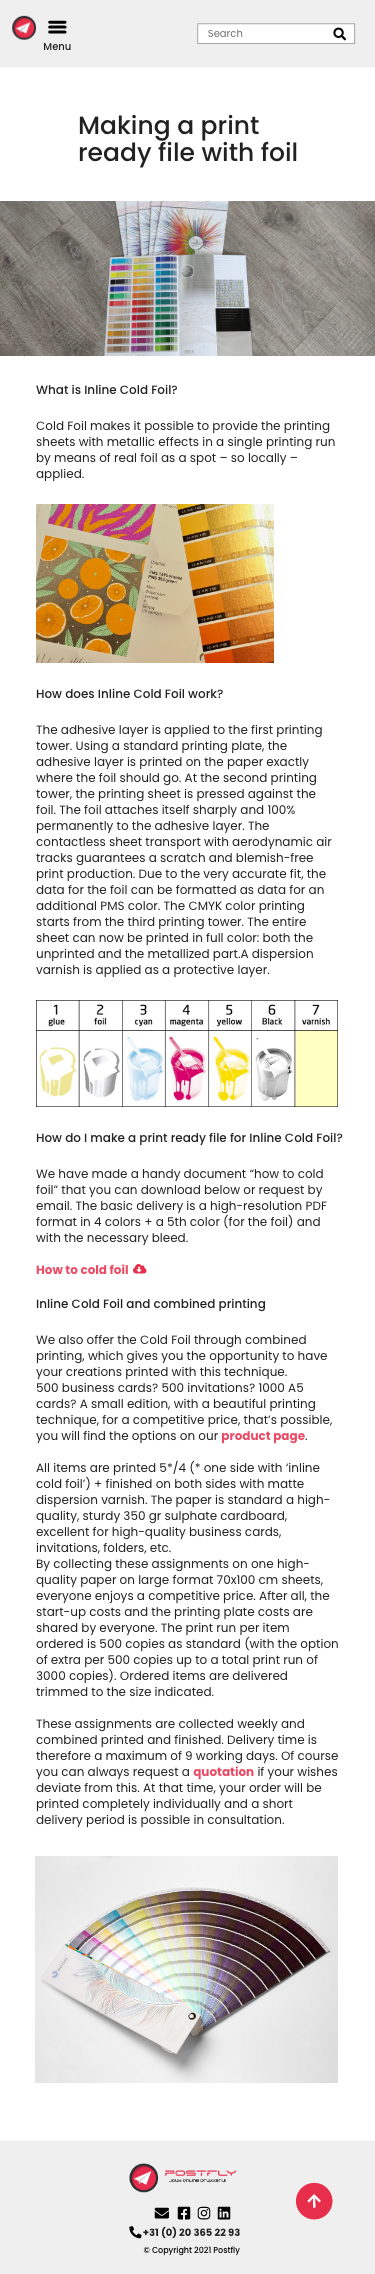 Menu
Search
Making a print
ready file with foil
What is Inline Cold Foil?
Cold Foil makes it possible to provide the printing
sheets with metallic effects in a single printing run
by means of real foil as a spot – so locally –
applied.
How does Inline Cold Foil work?
The adhesive layer is applied to the first printing
tower. Using a standard printing plate, the
adhesive layer is printed on the paper exactly
where the foil should go. At the second printing
tower, the printing sheet is pressed against the
foil. The foil attaches itself sharply and 100%
permanently to the adhesive layer. The
contactless sheet transport with aerodynamic air
tracks guarantees a scratch and blemish-free
print production. Due to the very accurate fit, the
data for the foil can be formatted as data for an
additional PMS color. The CMYK color printing
starts from the third printing tower. The entire
sheet can now be printed in full color: both the
unprinted and the metallized part.A dispersion
varnish is applied as a protective layer.
1 2 3 4 5 6 7
glue foil cyan magenta yellow Black varnish
How do I make a print ready file for Inline Cold Foil?
We have made a handy document “how to cold
foil” that you can download below or request by
email. The basic delivery is a high-resolution PDF
format in 4 colors + a 5th color (for the foil) and
with the necessary bleed.
How to cold foil
Inline Cold Foil and combined printing
We also offer the Cold Foil through combined
printing, which gives you the opportunity to have
your creations printed with this technique.
500 business cards? 500 invitations? 1000 A5
cards? A small edition, with a beautiful printing
technique, for a competitive price, that’s possible,
you will find the options on our product page.
All items are printed 5*/4 (* one side with ‘inline
cold foil’) + finished on both sides with matte
dispersion varnish. The paper is standard a high-
quality, sturdy 350 gr sulphate cardboard,
excellent for high-quality business cards,
invitations, folders, etc.
By collecting these assignments on one high-
quality paper on large format 70x100 cm sheets,
everyone enjoys a competitive price. After all, the
start-up costs and the printing plate costs are
shared by everyone. The print run per item
ordered is 500 copies as standard (with the option
of extra per 500 copies up to a total print run of
3000 copies). Ordered items are delivered
trimmed to the size indicated.
These assignments are collected weekly and
combined printed and finished. Delivery time is
therefore a maximum of 9 working days. Of course
you can always request a quotation if your wishes
deviate from this. At that time, your order will be
printed completely individually and a short
delivery period is possible in consultation.
POSTFLY
JOUW ONLINE DRUKKERIJ
+31 (0) 20 365 22 93
© Copyright 2021 Postfly